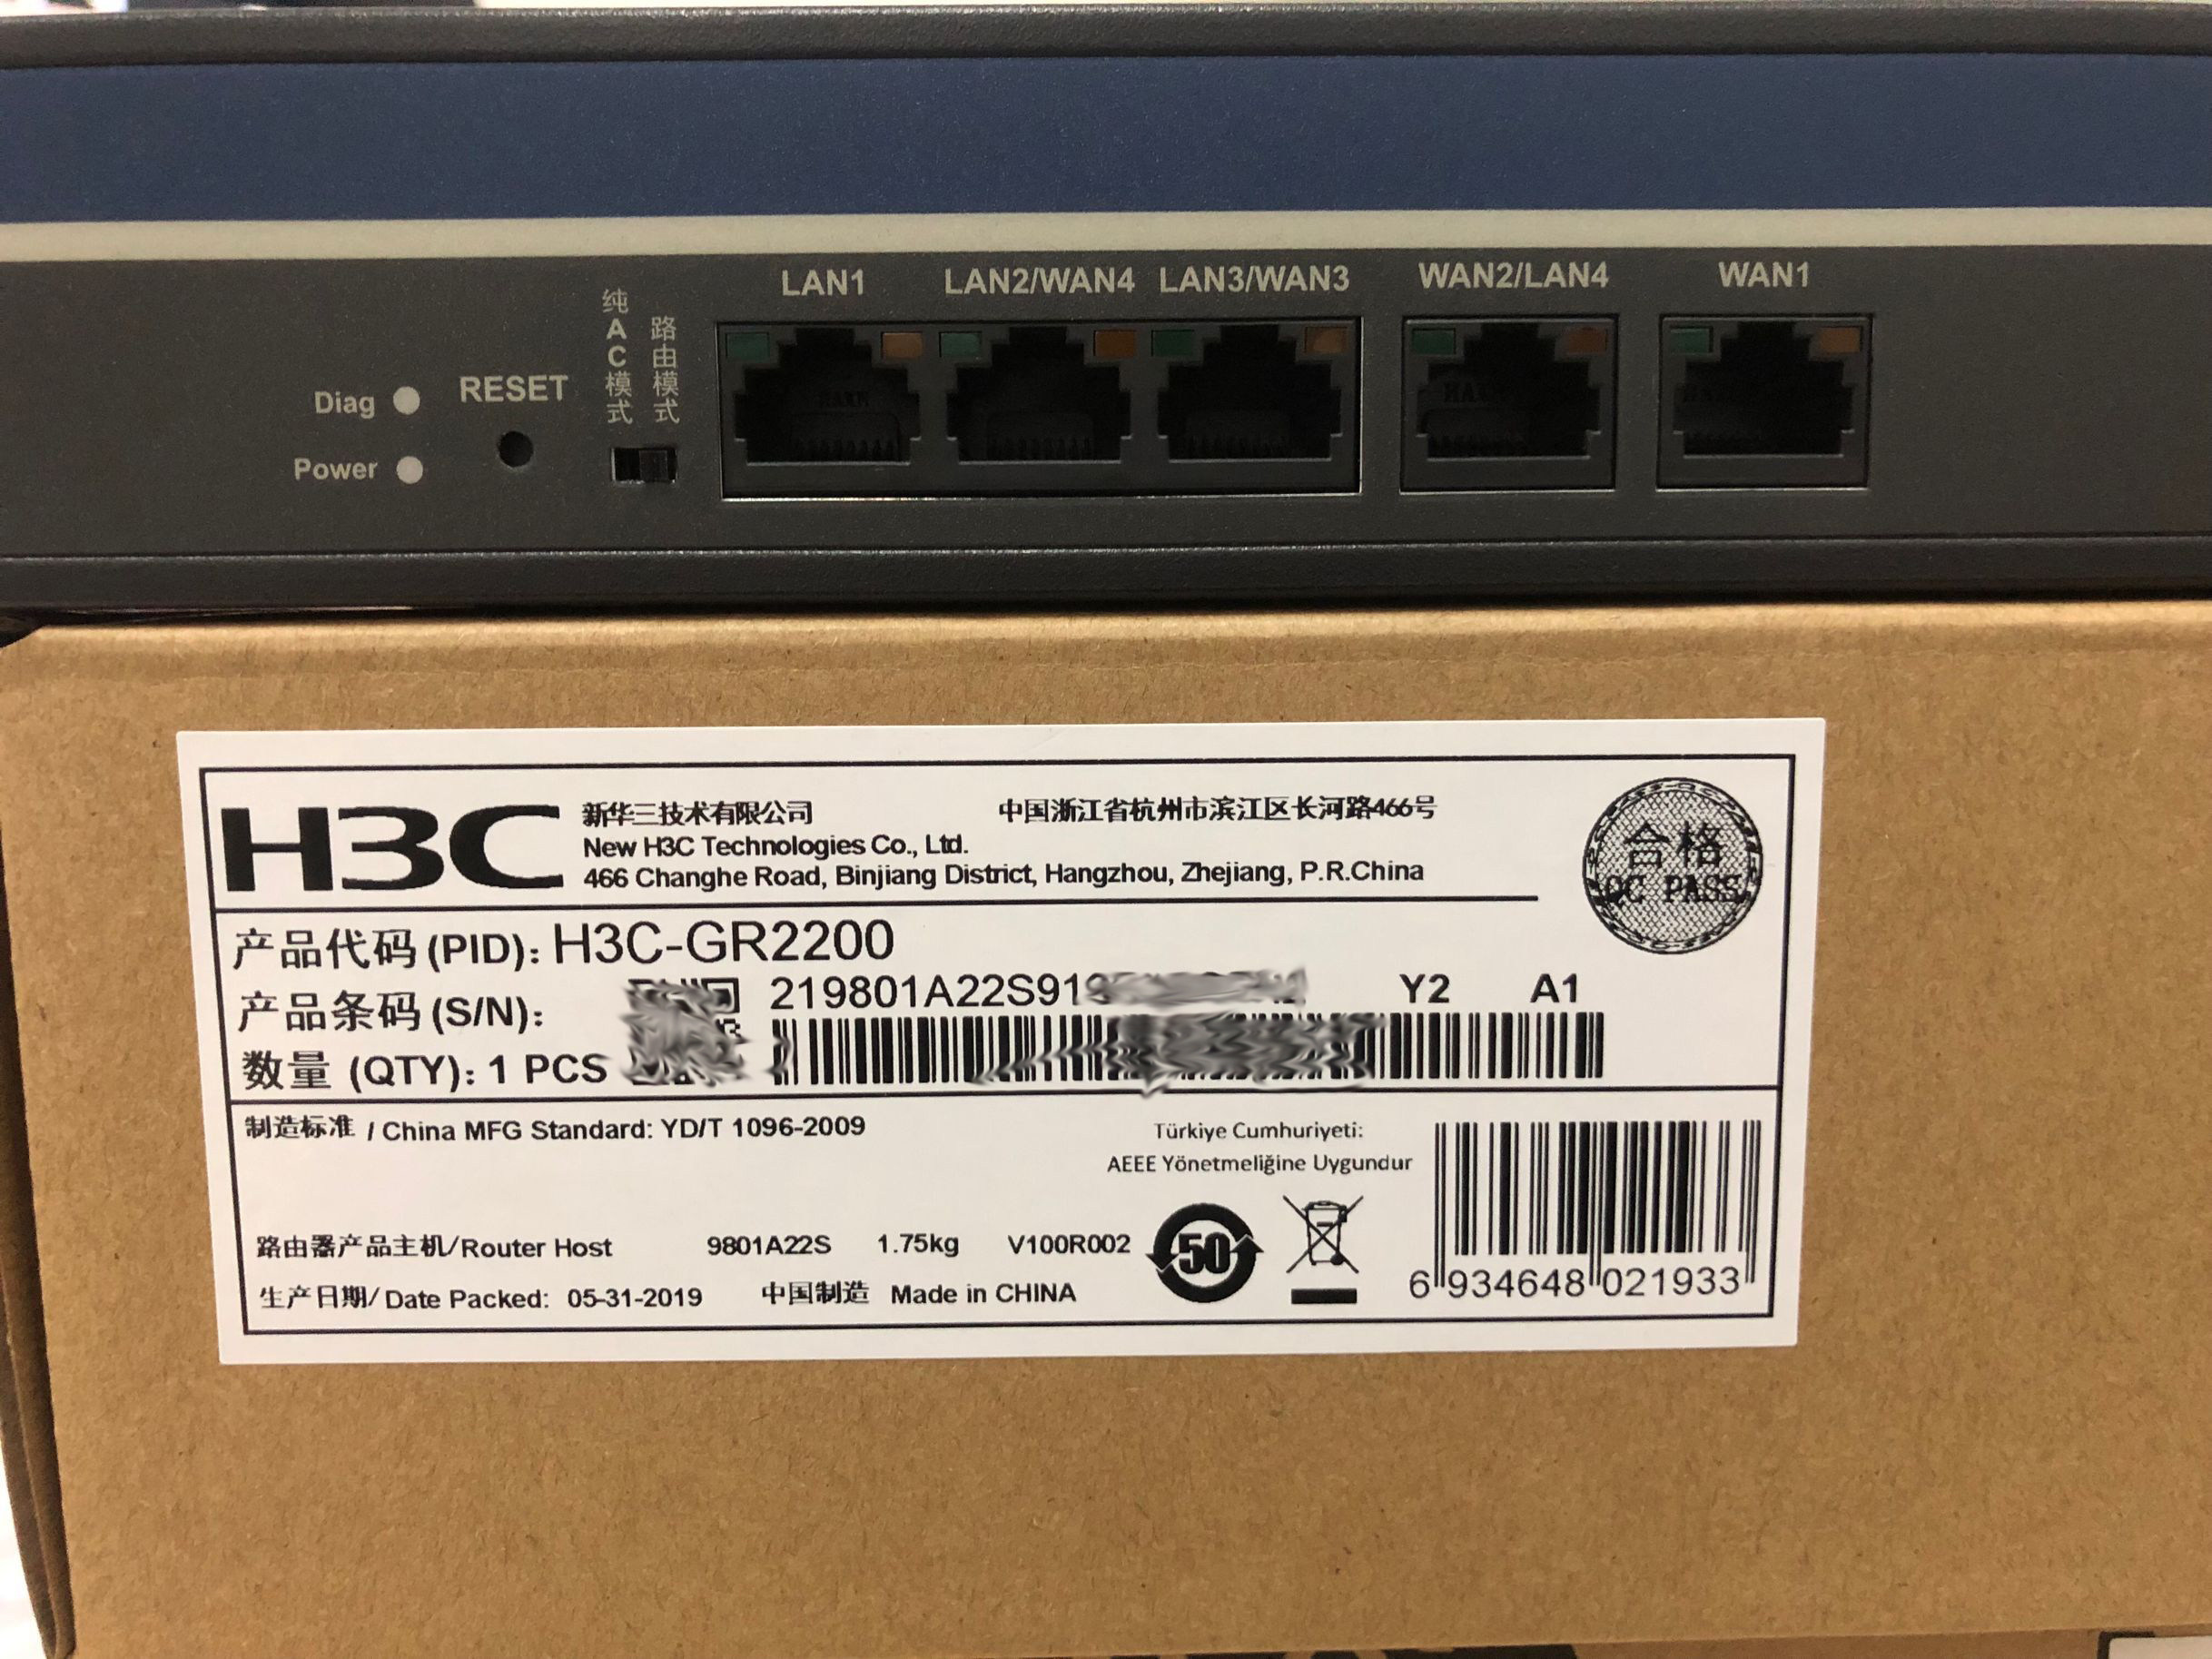 LAN1 LAN2/WAN4 LAN3/WAN3 WAN2/LAN4 WAN1
纯AC模式
路由模式
Diag
RESET
Power
H3C
新华三技术有限公司 中国浙江省杭州市滨江区长河路466号
New H3C Technologies Co., Ltd.
466 Changhe Road, Binjiang District, Hangzhou, Zhejiang, P.R.China
合格
QC PASS
产品代码 (PID): H3C-GR2200
产品条码 (S/N): 219801A22S919 Y2 A1
数量 (QTY): 1 PCS
制造标准 / China MFG Standard: YD/T 1096-2009
Türkiye Cumhuriyeti:
AEEE Yönetmeliğine Uygundur
路由器产品主机/Router Host 9801A22S 1.75kg V100R002
50
生产日期/ Date Packed: 05-31-2019 中国制造 Made in CHINA
6 934648 021933